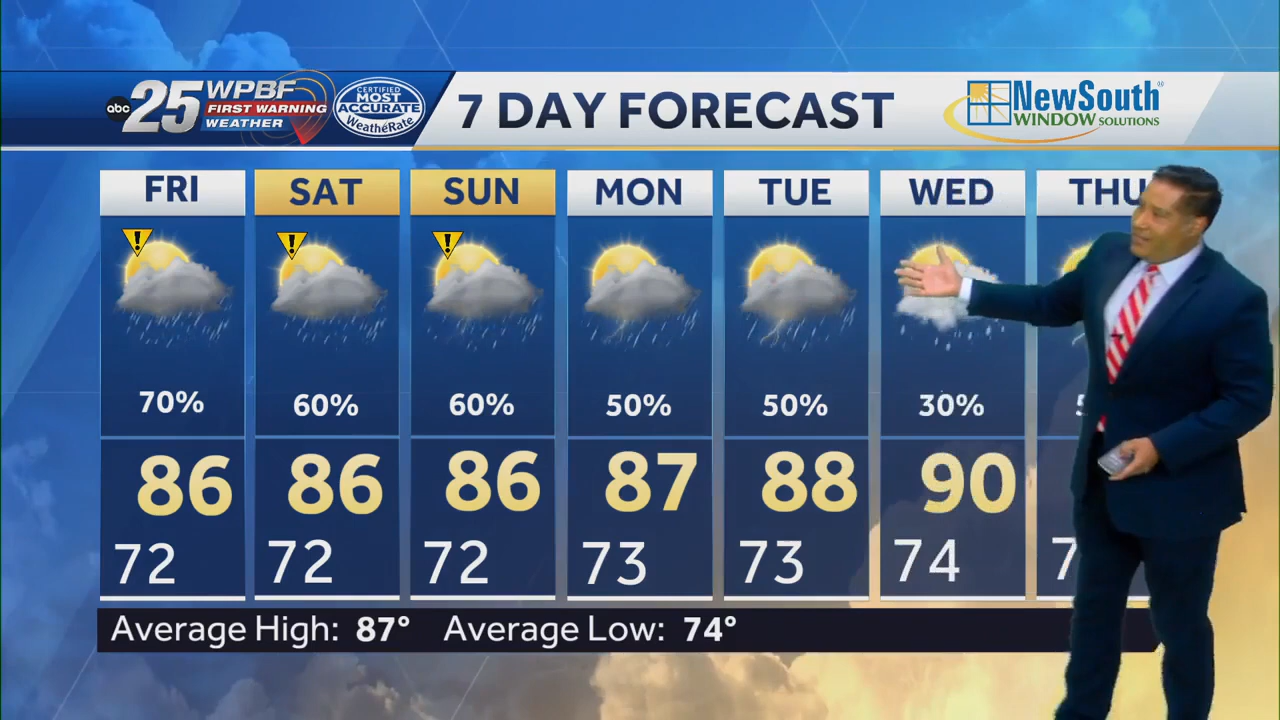 abc 25 WPBF
FIRST WARNING
WEATHER
CERTIFIED
MOST
ACCURATE
WeatheRate
7 DAY FORECAST
NewSouth
WINDOW SOLUTIONS
FRI SAT SUN MON TUE WED THU
! ! !
70% 60% 60% 50% 50% 30%
86 86 86 87 88 90
72 72 72 73 73 74
Average High: 87° Average Low: 74°